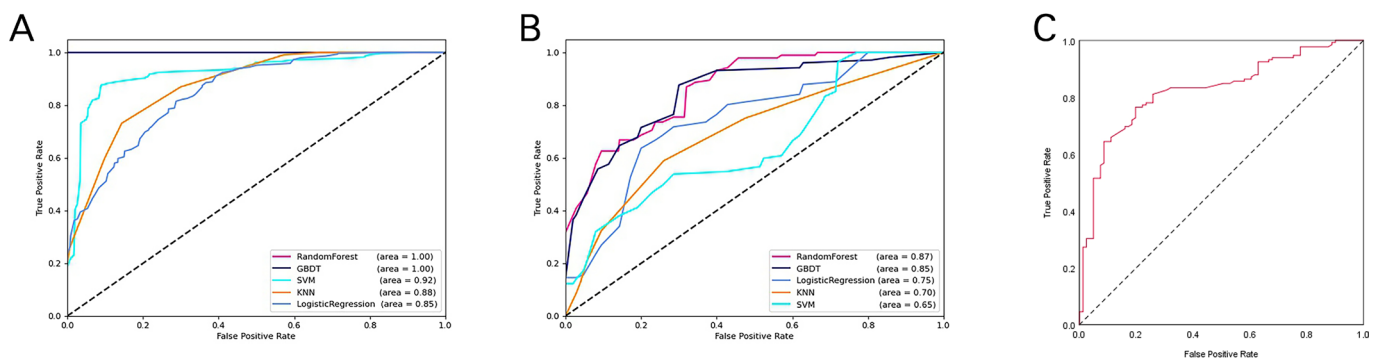 A
1.0
0.8
0.6
0.4
0.2
0.0
True Positive Rate
0.0 0.2 0.4 0.6 0.8 1.0
False Positive Rate
RandomForest (area = 1.00)
GBDT (area = 1.00)
SVM (area = 0.92)
KNN (area = 0.88)
LogisticRegression (area = 0.85)
B
1.0
0.8
0.6
0.4
0.2
0.0
True Positive Rate
0.0 0.2 0.4 0.6 0.8 1.0
False Positive Rate
RandomForest (area = 0.87)
GBDT (area = 0.85)
LogisticRegression (area = 0.75)
KNN (area = 0.70)
SVM (area = 0.65)
C
1.0
0.8
0.6
0.4
0.2
0.0
True Positive Rate
0.0 0.2 0.4 0.6 0.8 1.0
False Positive Rate